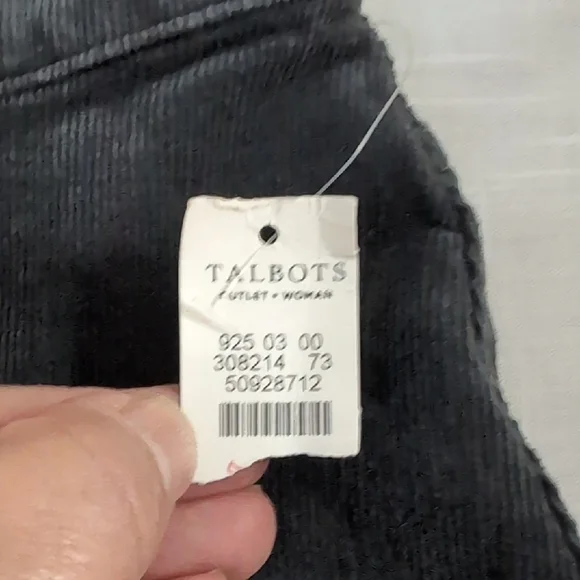 TALBOTS
OUTLET • WOMAN
925 03 00
308214 73
50928712